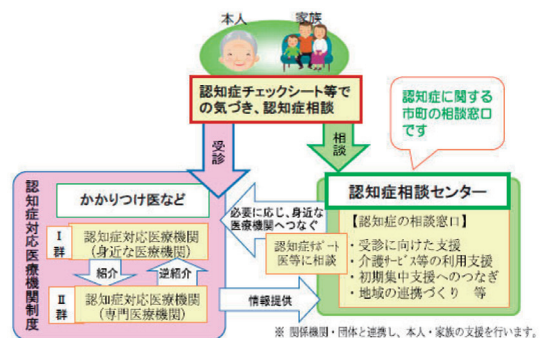 本人
家族
認知症チェックシート等で
の気づき、認知症相談
受診
相談
認知症に関する
市町の相談窓口
です
認知症対応医療機関制度
かかりつけ医など
Ⅰ群
認知症対応医療機関
(身近な医療機関)
紹介
逆紹介
Ⅱ群
認知症対応医療機関
(専門医療機関)
必要に応じ、身近な
医療機関へつなぐ
認知症サポート
医等に相談
情報提供
認知症相談センター
【認知症の相談窓口】
・受診に向けた支援
・介護サービス等の利用支援
・初期集中支援へのつなぎ
・地域の連携づくり 等
※ 関係機関・団体と連携し、本人・家族の支援を行います。